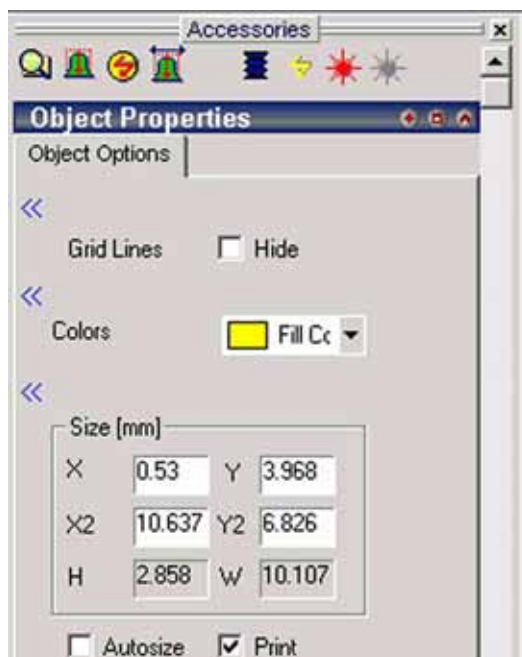 Accessories
Object Properties
Object Options
Grid Lines Hide
Colors Fill Cc
Size [mm]
X 0.53 Y 3.968
X2 10.637 Y2 6.826
H 2.858 W 10.107
Autosize Print